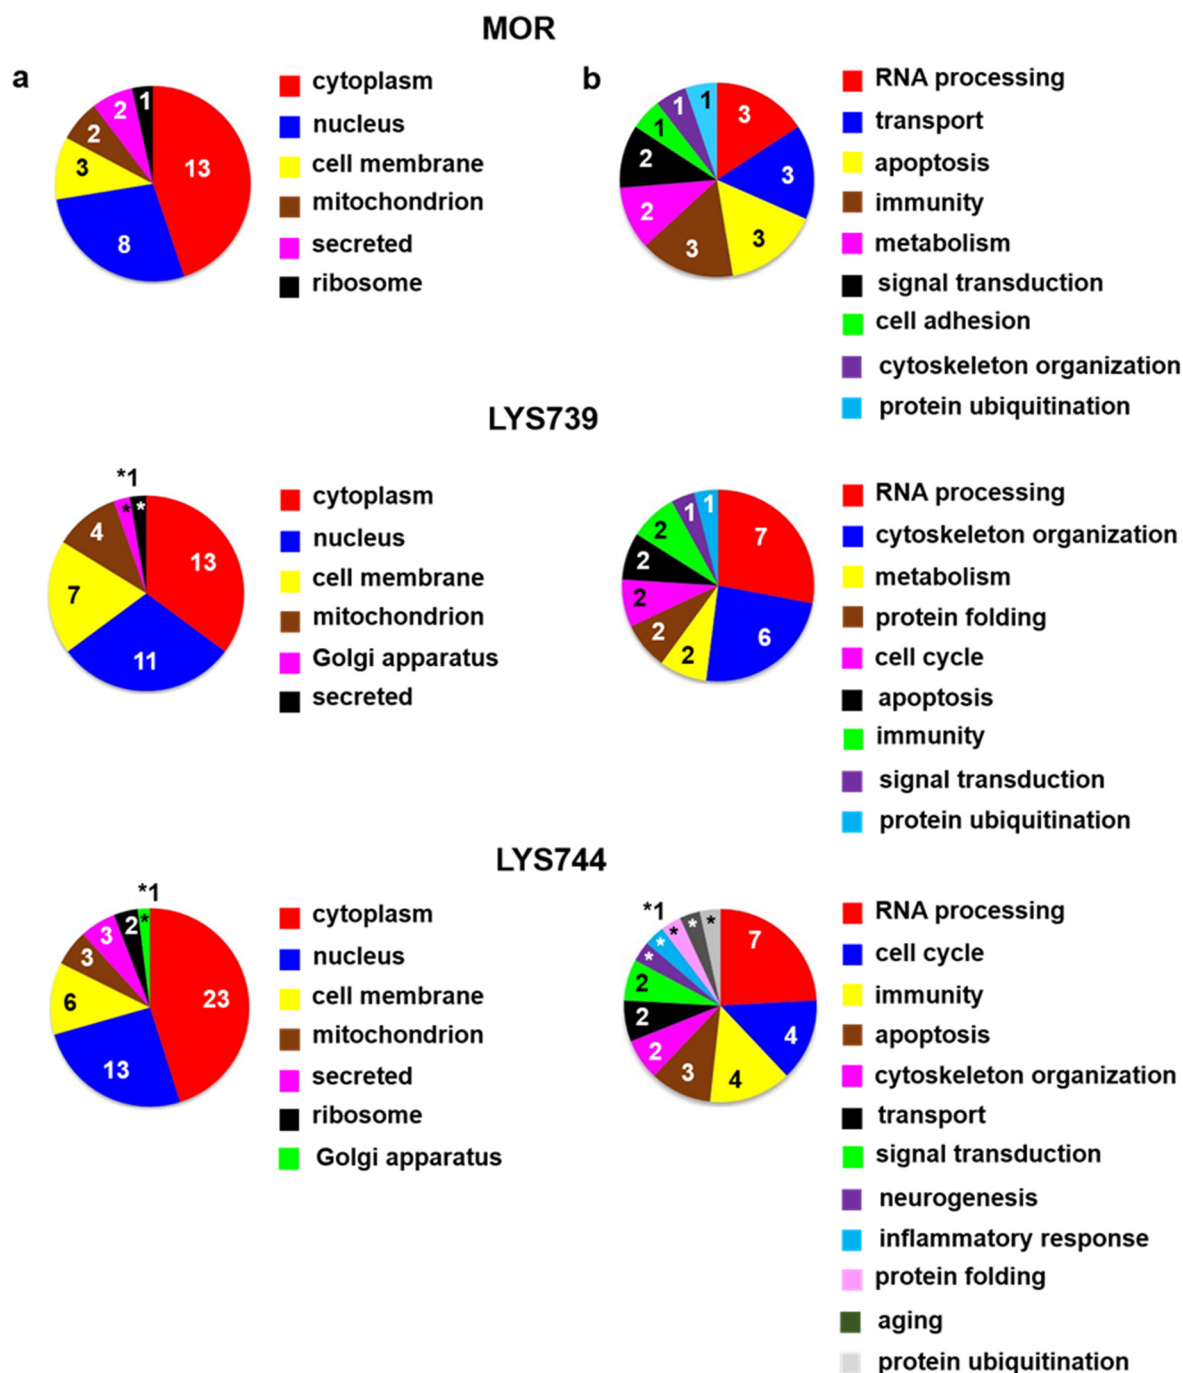 MOR
a
13
8
3
2
2
1
cytoplasm
nucleus
cell membrane
mitochondrion
secreted
ribosome
b
3
3
3
3
2
2
1
1
1
RNA processing
transport
apoptosis
immunity
metabolism
signal transduction
cell adhesion
cytoskeleton organization
protein ubiquitination
LYS739
*1
13
11
7
4
*
*
cytoplasm
nucleus
cell membrane
mitochondrion
Golgi apparatus
secreted
7
6
2
2
2
2
2
1
1
RNA processing
cytoskeleton organization
metabolism
protein folding
cell cycle
apoptosis
immunity
signal transduction
protein ubiquitination
LYS744
*1
23
13
6
3
3
2
*
cytoplasm
nucleus
cell membrane
mitochondrion
secreted
ribosome
Golgi apparatus
*1
7
4
4
3
2
2
2
*
*
*
*
*
RNA processing
cell cycle
immunity
apoptosis
cytoskeleton organization
transport
signal transduction
neurogenesis
inflammatory response
protein folding
aging
protein ubiquitination